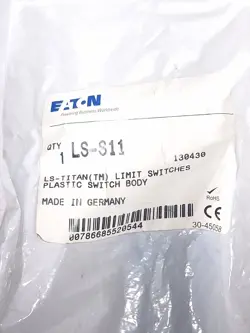 EATON
Powering Business Worldwide
QTY
1 LS-S11
130430
LS-TITAN(TM) LIMIT SWITCHES
PLASTIC SWITCH BODY
MADE IN GERMANY
RoHS
CE
00786685520544
30-45058